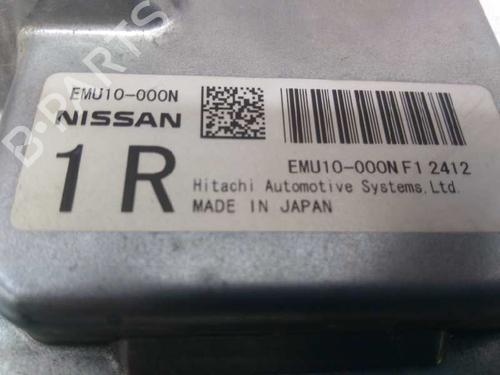 B-PARTS
EMU10-000N
NISSAN
1R
EMU10-000N F1 2412
Hitachi Automotive Systems, Ltd.
MADE IN JAPAN